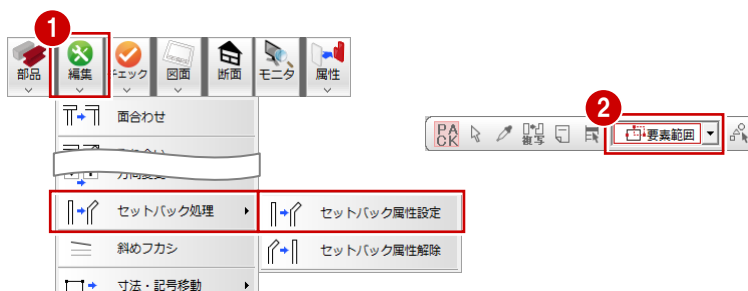 1
部品
編集
チェック
図面
断面
モニタ
属性
2
PACK
複写
要素範囲
面合わせ
方向変更
セットバック処理
セットバック属性設定
斜めフカシ
セットバック属性解除
寸法・記号移動